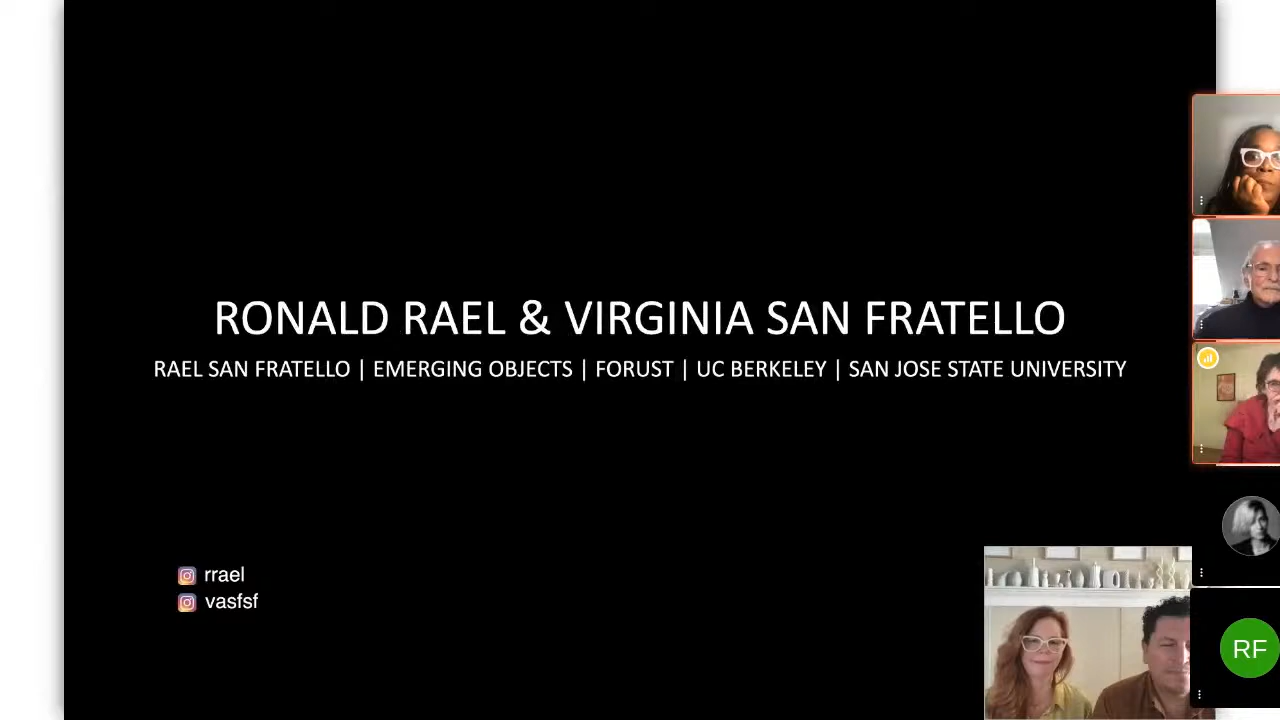 RONALD RAEL & VIRGINIA SAN FRATELLO
RAEL SAN FRATELLO | EMERGING OBJECTS | FORUST | UC BERKELEY | SAN JOSE STATE UNIVERSITY
rrael
vasfsf
RF